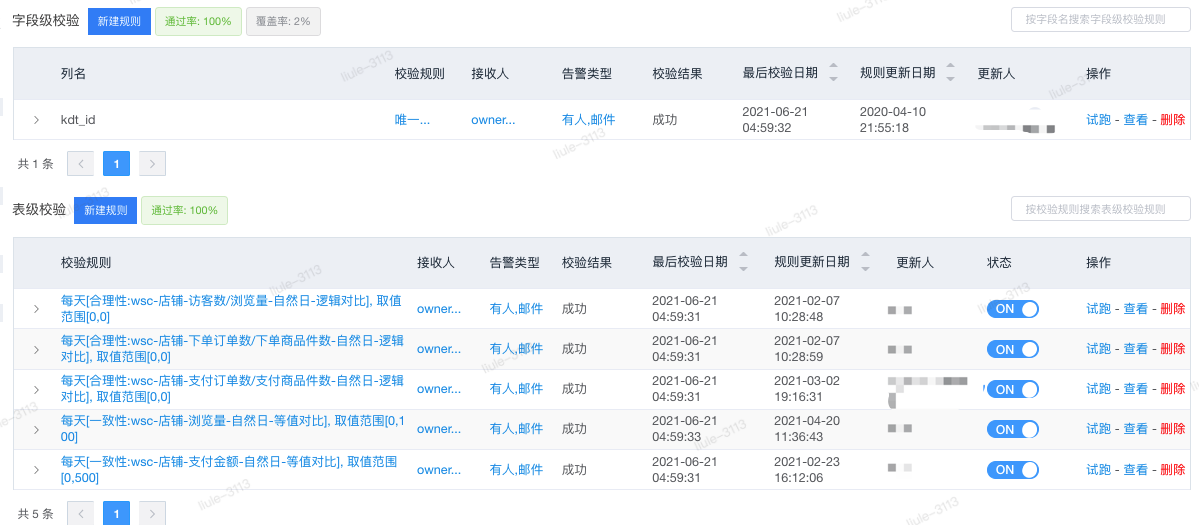 字段级校验 新建规则 通过率: 100% 覆盖率: 2% 按字段名搜索字段级校验规则
列名 校验规则 接收人 告警类型 校验结果 最后校验日期 规则更新日期 更新人 操作
kdt_id 唯一... owner... 有人,邮件 成功 2021-06-21 2020-04-10 试跑 - 查看 - 删除
04:59:32 21:55:18
共 1 条 < 1 >
表级校验 新建规则 通过率: 100% 按校验规则搜索表级校验规则
校验规则 接收人 告警类型 校验结果 最后校验日期 规则更新日期 更新人 状态 操作
每天[合理性:wsc-店铺-访客数/浏览量-自然日-逻辑对比], 取值 owner... 有人,邮件 成功 2021-06-21 2021-02-07 ON 试跑 - 查看 - 删除
范围[0,0] 04:59:31 10:28:48
每天[合理性:wsc-店铺-下单订单数/下单商品件数-自然日-逻辑 owner... 有人,邮件 成功 2021-06-21 2021-02-07 ON 试跑 - 查看 - 删除
对比], 取值范围[0,0] 04:59:31 10:28:59
每天[合理性:wsc-店铺-支付订单数/支付商品件数-自然日-逻辑 owner... 有人,邮件 成功 2021-06-21 2021-03-02 ON 试跑 - 查看 - 删除
对比], 取值范围[0,0] 04:59:31 19:16:31
每天[一致性:wsc-店铺-浏览量-自然日-等值对比], 取值范围[0,1 owner... 有人,邮件 成功 2021-06-21 2021-04-20 ON 试跑 - 查看 - 删除
00] 04:59:33 11:36:43
每天[一致性:wsc-店铺-支付金额-自然日-等值对比], 取值范围 owner... 有人,邮件 成功 2021-06-21 2021-02-23 ON 试跑 - 查看 - 删除
[0,500] 04:59:31 16:12:06
共 5 条 < 1 >
liule-3113